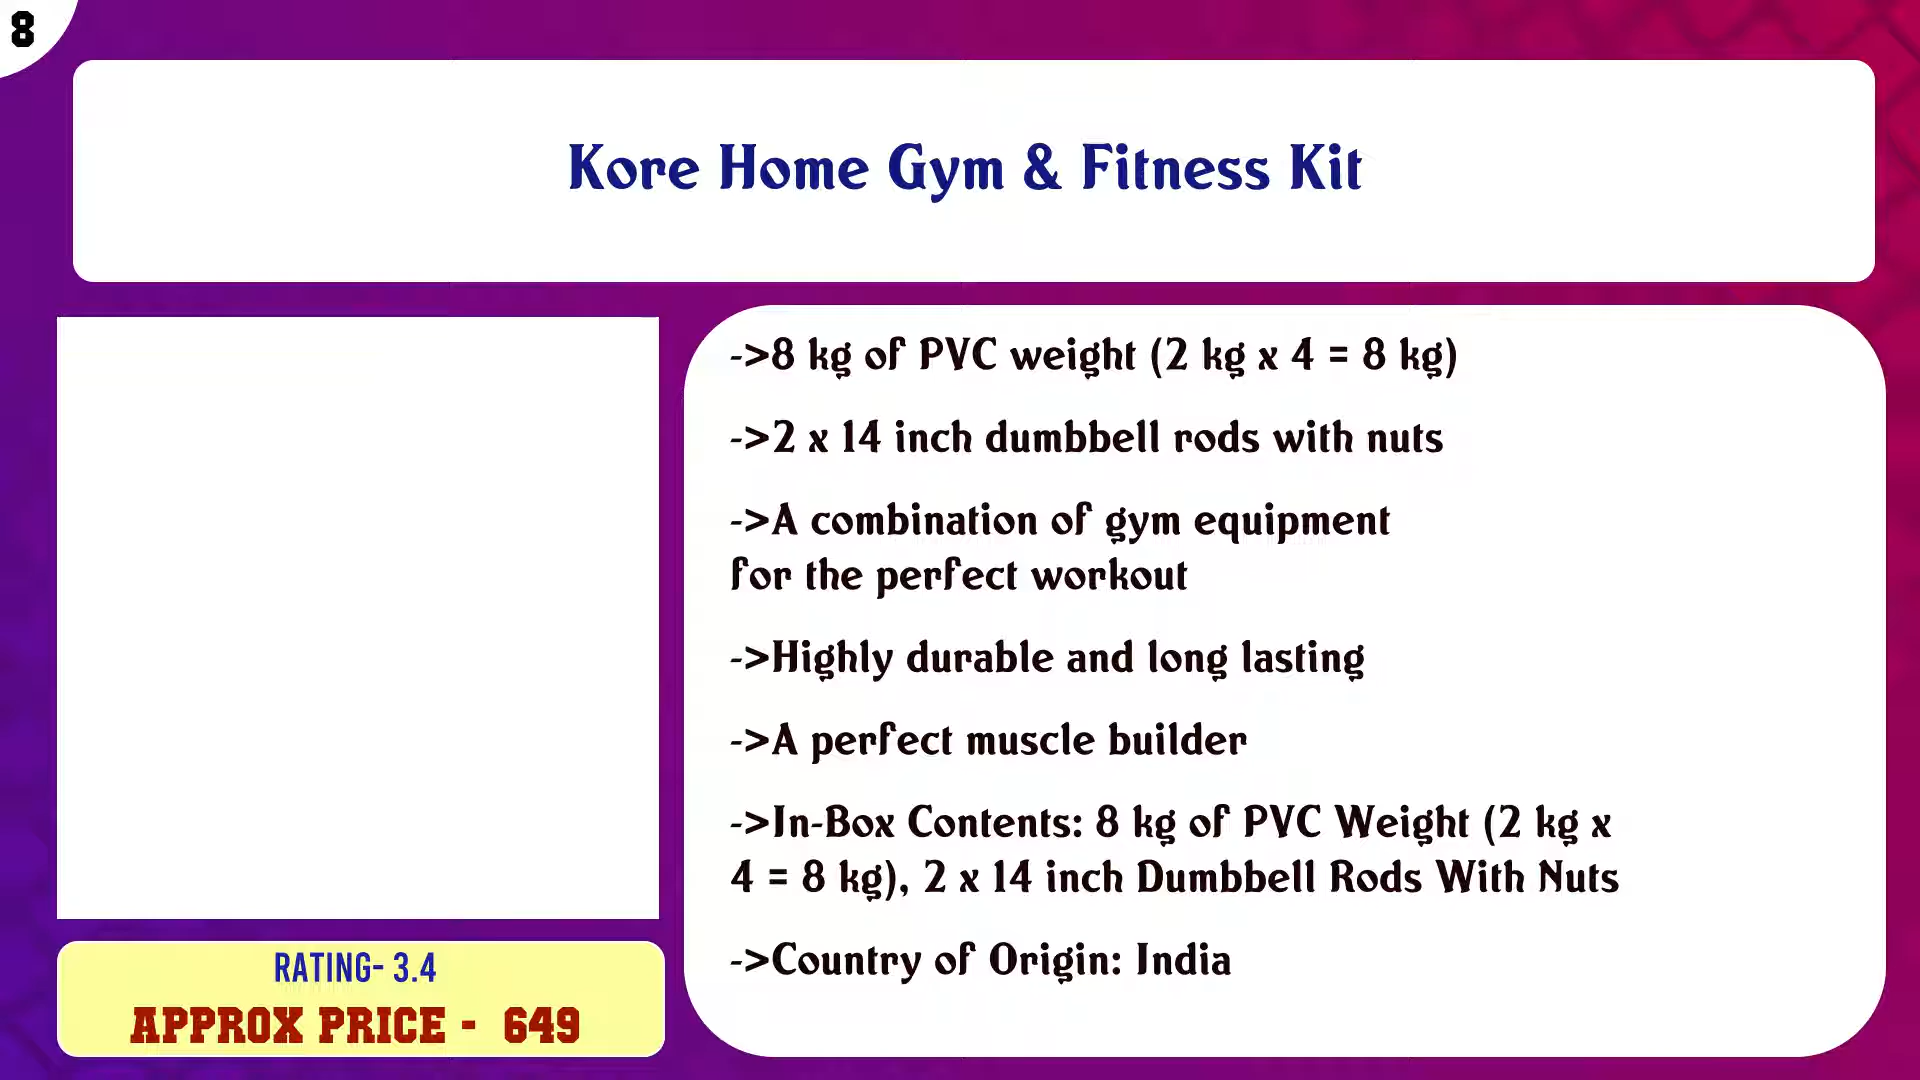 8
Kore Home Gym & Fitness Kit
->8 kg of PVC weight (2 kg x 4 = 8 kg)
->2 x 14 inch dumbbell rods with nuts
->A combination of gym equipment
for the perfect workout
->Highly durable and long lasting
->A perfect muscle builder
->In-Box Contents: 8 kg of PVC Weight (2 kg x
4 = 8 kg), 2 x 14 inch Dumbbell Rods With Nuts
->Country of Origin: India
RATING- 3.4
APPROX PRICE - 649